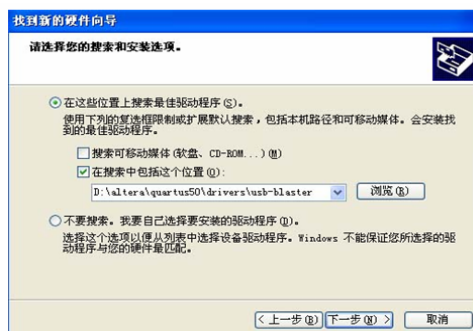 找到新的硬件向导
请选择您的搜索和安装选项。
在这些位置上搜索最佳驱动程序(S)。
使用下列的复选框限制或扩展默认搜索，包括本机路径和可移动媒体。会安装找
到的最佳驱动程序。
搜索可移动媒体(软盘、CD-ROM...)(M)
在搜索中包括这个位置(O):
D:\altera\quartus50\drivers\usb-blaster
浏览(R)
不要搜索。我要自己选择要安装的驱动程序(D)。
选择这个选项以便从列表中选择设备驱动程序。Windows 不能保证您所选择的驱
动程序与您的硬件最匹配。
<上一步(B) 下一步(N)> 取消